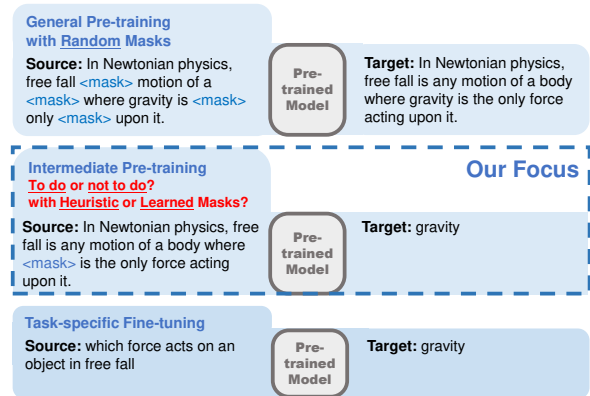 General Pre-training
with Random Masks
Source: In Newtonian physics,
free fall <mask> motion of a
<mask> where gravity is <mask>
only <mask> upon it.
Pre-
trained
Model
Target: In Newtonian physics,
free fall is any motion of a body
where gravity is the only force
acting upon it.
Intermediate Pre-training
To do or not to do?
with Heuristic or Learned Masks?
Our Focus
Source: In Newtonian physics, free
fall is any motion of a body where
<mask> is the only force acting
upon it.
Pre-
trained
Model
Target: gravity
Task-specific Fine-tuning
Source: which force acts on an
object in free fall
Pre-
trained
Model
Target: gravity